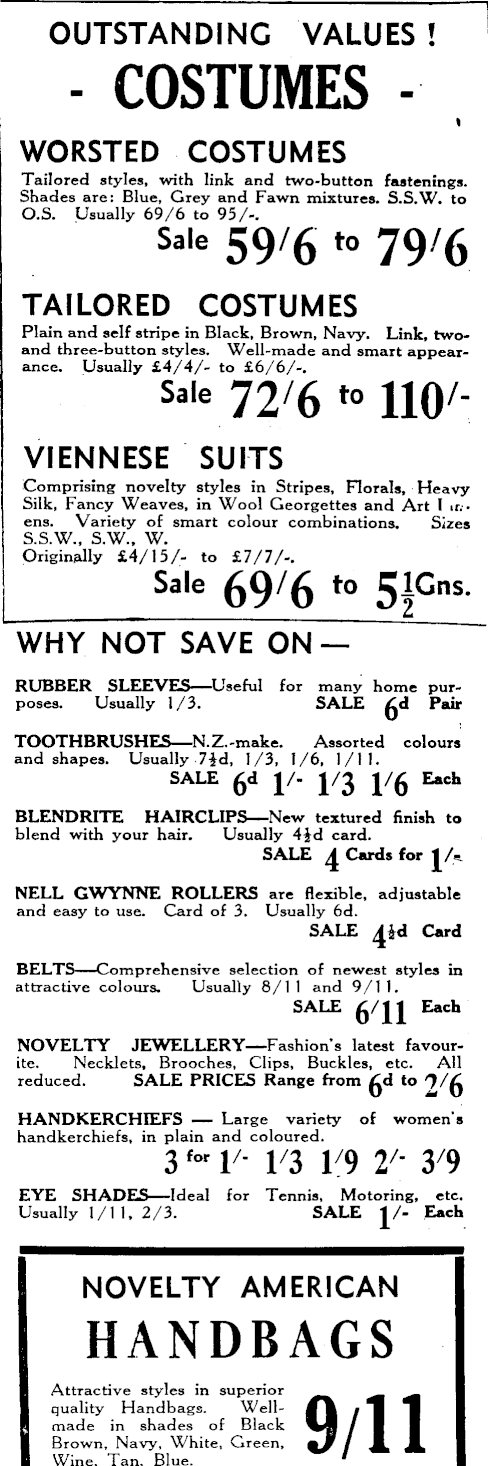 OUTSTANDING VALUES !
- COSTUMES -
WORSTED COSTUMES
Tailored styles, with link and two-button fastenings.
Shades are: Blue, Grey and Fawn mixtures. S.S.W. to
O.S. Usually 69/6 to 95/-.
Sale 59/6 to 79/6
TAILORED COSTUMES
Plain and self stripe in Black, Brown, Navy. Link, two-
and three-button styles. Well-made and smart appear-
ance. Usually £4/4/- to £6/6/-.
Sale 72/6 to 110/-
VIENNESE SUITS
Comprising novelty styles in Stripes, Florals, Heavy
Silk, Fancy Weaves, in Wool Georgettes and Art
ens. Variety of smart colour combinations. Sizes
S.S.W., S.W., W.
Originally £4/15/- to £7/7/-.
Sale 69/6 to 5½Gns.
WHY NOT SAVE ON—
RUBBER SLEEVES—Useful for many home pur-
poses. Usually 1/3. SALE 6d Pair
TOOTHBRUSHES—N.Z.-make. Assorted colours
and shapes. Usually 7½d, 1/3, 1/6, 1/11.
SALE 6d 1/- 1/3 1/6 Each
BLENDRITE HAIRCLIPS—New textured finish to
blend with your hair. Usually 4½d card.
SALE 4 Cards for 1/-
NELL GWYNNE ROLLERS are flexible, adjustable
and easy to use. Card of 3. Usually 6d.
SALE 4½d Card
BELTS—Comprehensive selection of newest styles in
attractive colours. Usually 8/11 and 9/11.
SALE 6/11 Each
NOVELTY JEWELLERY—Fashion's latest favour-
ite. Necklets, Brooches, Clips, Buckles, etc. All
reduced. SALE PRICES Range from 6d to 2/6
HANDKERCHIEFS — Large variety of women's
handkerchiefs, in plain and coloured.
3 for 1/- 1/3 1/9 2/- 3/9
EYE SHADES—Ideal for Tennis, Motoring, etc.
Usually 1/11, 2/3. SALE 1/- Each
NOVELTY AMERICAN
HANDBAGS
Attractive styles in superior
quality Handbags. Well-
made in shades of Black
Brown, Navy, White, Green,
Wine, Tan, Blue.
9/11